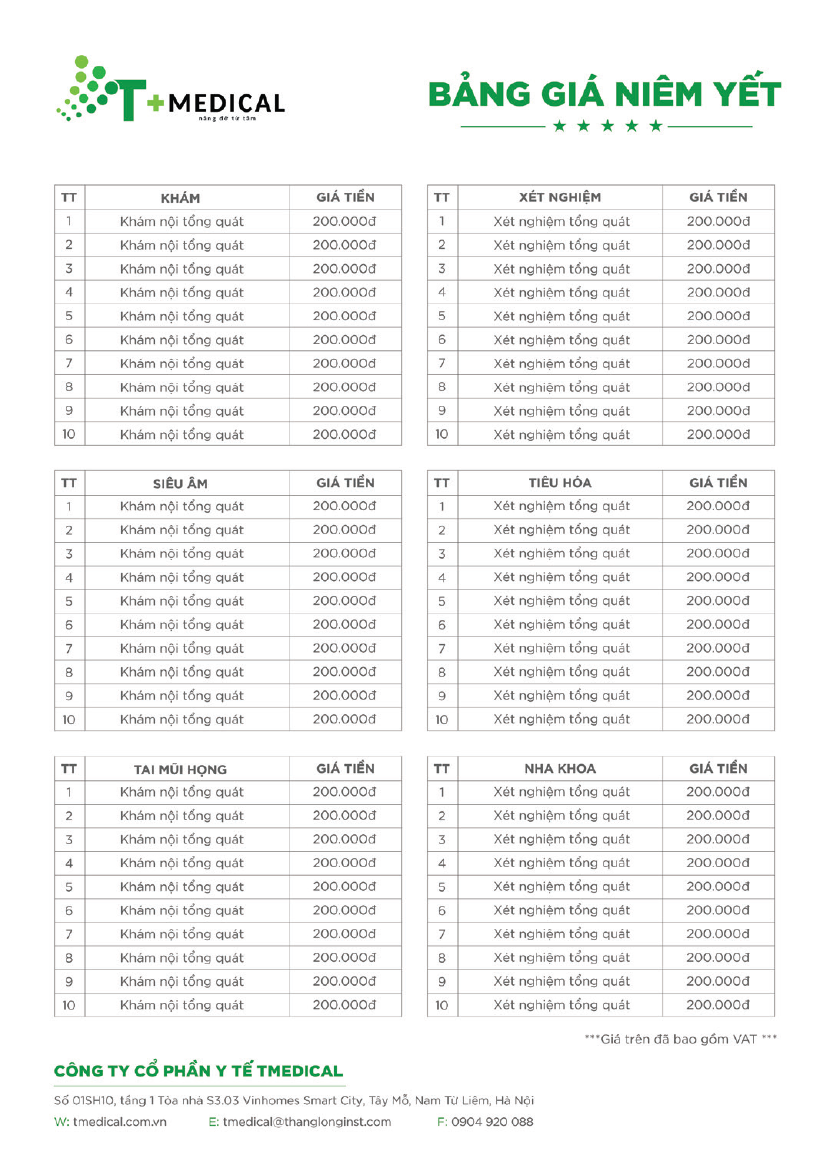 T+MEDICAL
nâng đỡ từ tâm
BẢNG GIÁ NIÊM YẾT
TT KHÁM GIÁ TIỀN
1 Khám nội tổng quát 200.000đ
2 Khám nội tổng quát 200.000đ
3 Khám nội tổng quát 200.000đ
4 Khám nội tổng quát 200.000đ
5 Khám nội tổng quát 200.000đ
6 Khám nội tổng quát 200.000đ
7 Khám nội tổng quát 200.000đ
8 Khám nội tổng quát 200.000đ
9 Khám nội tổng quát 200.000đ
10 Khám nội tổng quát 200.000đ
TT XÉT NGHIỆM GIÁ TIỀN
1 Xét nghiệm tổng quát 200.000đ
2 Xét nghiệm tổng quát 200.000đ
3 Xét nghiệm tổng quát 200.000đ
4 Xét nghiệm tổng quát 200.000đ
5 Xét nghiệm tổng quát 200.000đ
6 Xét nghiệm tổng quát 200.000đ
7 Xét nghiệm tổng quát 200.000đ
8 Xét nghiệm tổng quát 200.000đ
9 Xét nghiệm tổng quát 200.000đ
10 Xét nghiệm tổng quát 200.000đ
TT SIÊU ÂM GIÁ TIỀN
1 Khám nội tổng quát 200.000đ
2 Khám nội tổng quát 200.000đ
3 Khám nội tổng quát 200.000đ
4 Khám nội tổng quát 200.000đ
5 Khám nội tổng quát 200.000đ
6 Khám nội tổng quát 200.000đ
7 Khám nội tổng quát 200.000đ
8 Khám nội tổng quát 200.000đ
9 Khám nội tổng quát 200.000đ
10 Khám nội tổng quát 200.000đ
TT TIÊU HÓA GIÁ TIỀN
1 Xét nghiệm tổng quát 200.000đ
2 Xét nghiệm tổng quát 200.000đ
3 Xét nghiệm tổng quát 200.000đ
4 Xét nghiệm tổng quát 200.000đ
5 Xét nghiệm tổng quát 200.000đ
6 Xét nghiệm tổng quát 200.000đ
7 Xét nghiệm tổng quát 200.000đ
8 Xét nghiệm tổng quát 200.000đ
9 Xét nghiệm tổng quát 200.000đ
10 Xét nghiệm tổng quát 200.000đ
TT TAI MŨI HỌNG GIÁ TIỀN
1 Khám nội tổng quát 200.000đ
2 Khám nội tổng quát 200.000đ
3 Khám nội tổng quát 200.000đ
4 Khám nội tổng quát 200.000đ
5 Khám nội tổng quát 200.000đ
6 Khám nội tổng quát 200.000đ
7 Khám nội tổng quát 200.000đ
8 Khám nội tổng quát 200.000đ
9 Khám nội tổng quát 200.000đ
10 Khám nội tổng quát 200.000đ
TT NHA KHOA GIÁ TIỀN
1 Xét nghiệm tổng quát 200.000đ
2 Xét nghiệm tổng quát 200.000đ
3 Xét nghiệm tổng quát 200.000đ
4 Xét nghiệm tổng quát 200.000đ
5 Xét nghiệm tổng quát 200.000đ
6 Xét nghiệm tổng quát 200.000đ
7 Xét nghiệm tổng quát 200.000đ
8 Xét nghiệm tổng quát 200.000đ
9 Xét nghiệm tổng quát 200.000đ
10 Xét nghiệm tổng quát 200.000đ
***Giá trên đã bao gồm VAT ***
CÔNG TY CỔ PHẦN Y TẾ TMEDICAL
Số 01SH10, tầng 1 Tòa nhà S3.03 Vinhomes Smart City, Tây Mỗ, Nam Từ Liêm, Hà Nội
W: tmedical.com.vn E: tmedical@thanglonginst.com F: 0904 920 088